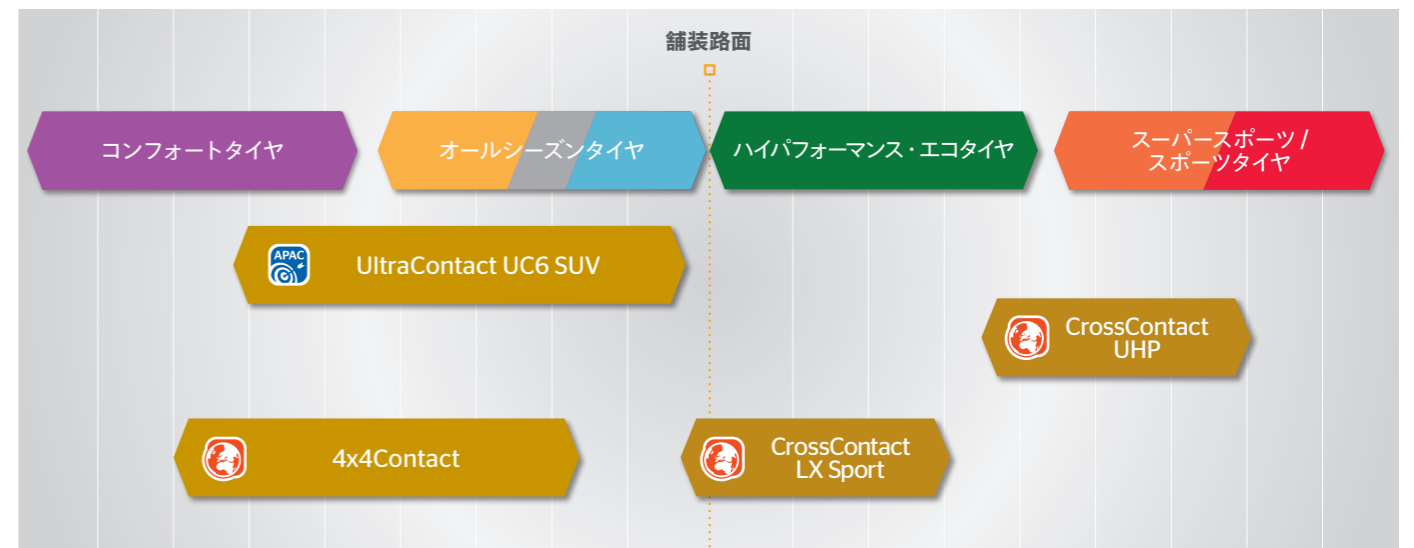 舗装路面
コンフォートタイヤ
オールシーズンタイヤ
ハイパフォーマンス・エコタイヤ
スーパースポーツ /
スポーツタイヤ
APAC
UltraContact UC6 SUV
CrossContact
UHP
4x4Contact
CrossContact
LX Sport